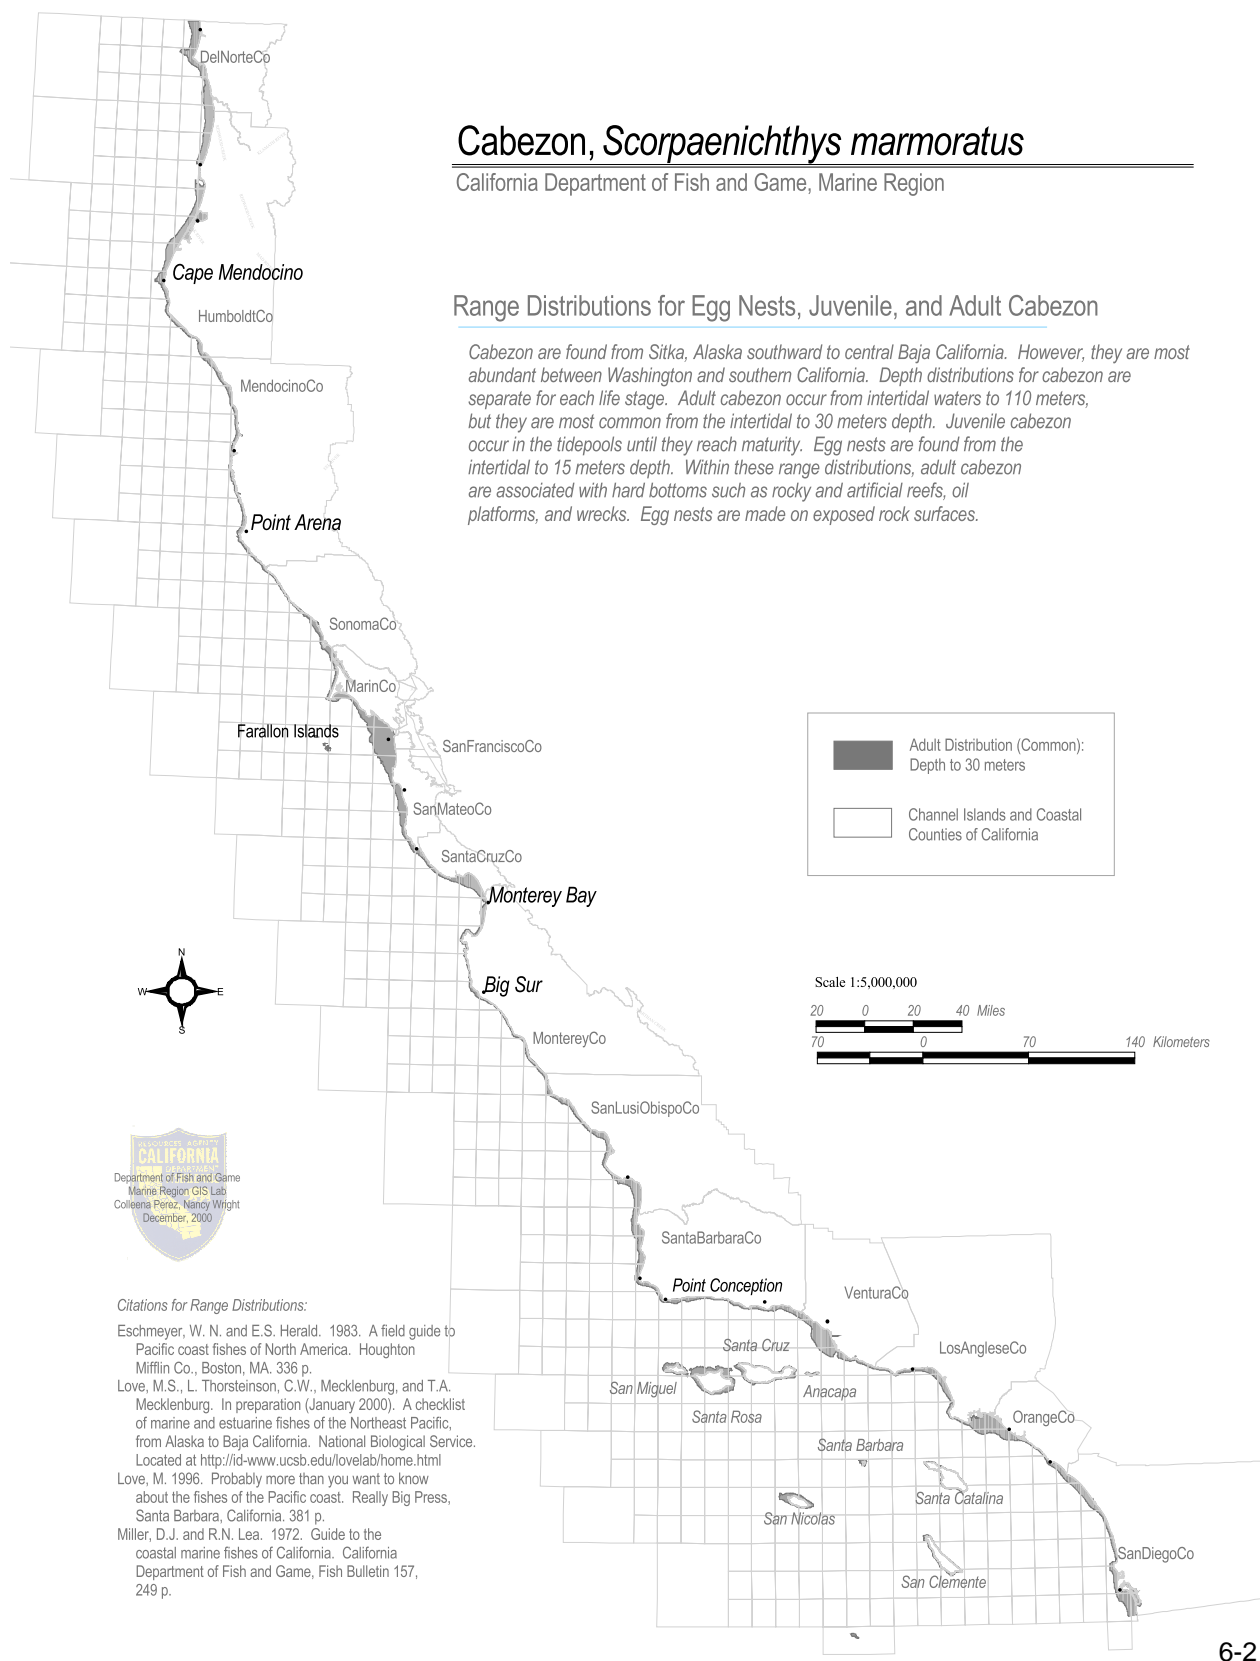 DelNorteCo
Cabezon, Scorpaenichthys marmoratus
California Department of Fish and Game, Marine Region
Cape Mendocino
HumboldtCo
Range Distributions for Egg Nests, Juvenile, and Adult Cabezon
Cabezon are found from Sitka, Alaska southward to central Baja California. However, they are most
abundant between Washington and southern California. Depth distributions for cabezon are
separate for each life stage. Adult cabezon occur from intertidal waters to 110 meters,
but they are most common from the intertidal to 30 meters depth. Juvenile cabezon
occur in the tidepools until they reach maturity. Egg nests are found from the
intertidal to 15 meters depth. Within these range distributions, adult cabezon
are associated with hard bottoms such as rocky and artificial reefs, oil
platforms, and wrecks. Egg nests are made on exposed rock surfaces.
MendocinoCo
Point Arena
SonomaCo
MarinCo
Farallon Islands
SanFranciscoCo
SanMateoCo
SantaCruzCo
Monterey Bay
Big Sur
MontereyCo
SanLusiObispoCo
Adult Distribution (Common):
Depth to 30 meters
Channel Islands and Coastal
Counties of California
Scale 1:5,000,000
20 0 20 40 Miles
70 0 70 140 Kilometers
N
W E
S
RESOURCES AGENCY
CALIFORNIA
DEPARTMENT
Department of Fish and Game
Marine Region GIS Lab
Colleena Perez, Nancy Wright
December, 2000
SantaBarbaraCo
Point Conception
VenturaCo
LosAngleseCo
OrangeCo
SanDiegoCo
Santa Cruz
San Miguel
Anacapa
Santa Rosa
Santa Barbara
Santa Catalina
San Nicolas
San Clemente
Citations for Range Distributions:
Eschmeyer, W. N. and E.S. Herald. 1983. A field guide to
Pacific coast fishes of North America. Houghton
Mifflin Co., Boston, MA. 336 p.
Love, M.S., L. Thorsteinson, C.W., Mecklenburg, and T.A.
Mecklenburg. In preparation (January 2000). A checklist
of marine and estuarine fishes of the Northeast Pacific,
from Alaska to Baja California. National Biological Service.
Located at http://id-www.ucsb.edu/lovelab/home.html
Love, M. 1996. Probably more than you want to know
about the fishes of the Pacific coast. Really Big Press,
Santa Barbara, California. 381 p.
Miller, D.J. and R.N. Lea. 1972. Guide to the
coastal marine fishes of California. California
Department of Fish and Game, Fish Bulletin 157,
249 p.
6-2